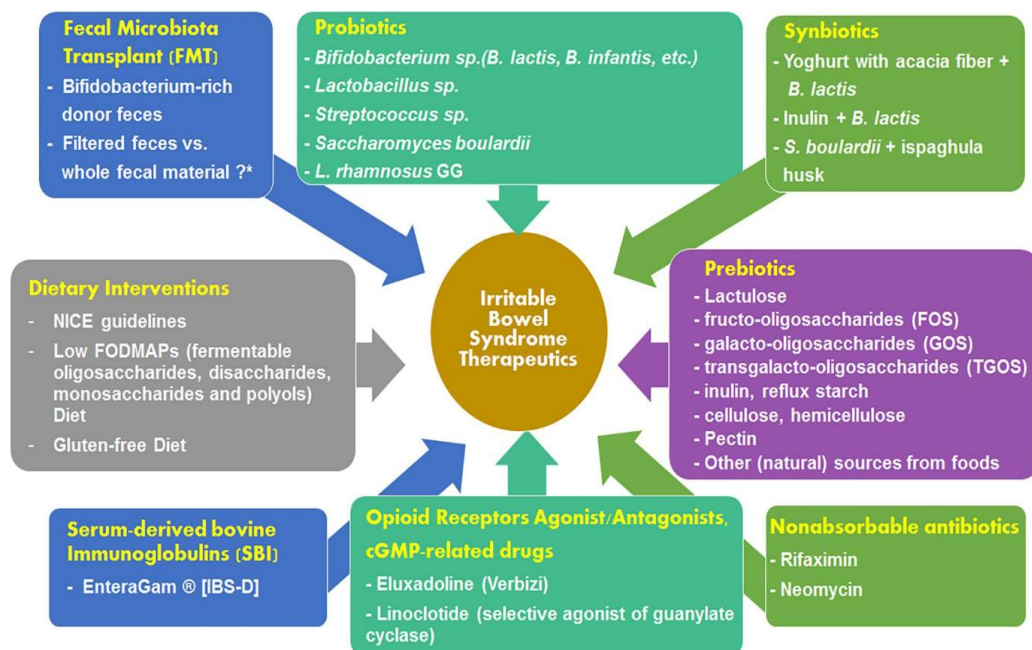 Fecal Microbiota
Transplant (FMT)
- Bifidobacterium-rich
donor feces
- Filtered feces vs.
whole fecal material ?*
Probiotics
- Bifidobacterium sp.(B. lactis, B. infantis, etc.)
- Lactobacillus sp.
- Streptococcus sp.
- Saccharomyces boulardii
- L. rhamnosus GG
Synbiotics
- Yoghurt with acacia fiber +
B. lactis
- Inulin + B. lactis
- S. boulardii + ispaghula
husk
Dietary Interventions
- NICE guidelines
- Low FODMAPs (fermentable
oligosaccharides, disaccharides,
monosaccharides and polyols)
Diet
- Gluten-free Diet
Irritable
Bowel
Syndrome
Therapeutics
Prebiotics
- Lactulose
- fructo-oligosaccharides (FOS)
- galacto-oligosaccharides (GOS)
- transgalacto-oligosaccharides (TGOS)
- inulin, reflux starch
- cellulose, hemicellulose
- Pectin
- Other (natural) sources from foods
Serum-derived bovine
Immunoglobulins (SBI)
- EnteraGam ® [IBS-D]
Opioid Receptors Agonist/Antagonists,
cGMP-related drugs
- Eluxadoline (Verbizi)
- Linoclotide (selective agonist of guanylate
cyclase)
Nonabsorbable antibiotics
- Rifaximin
- Neomycin